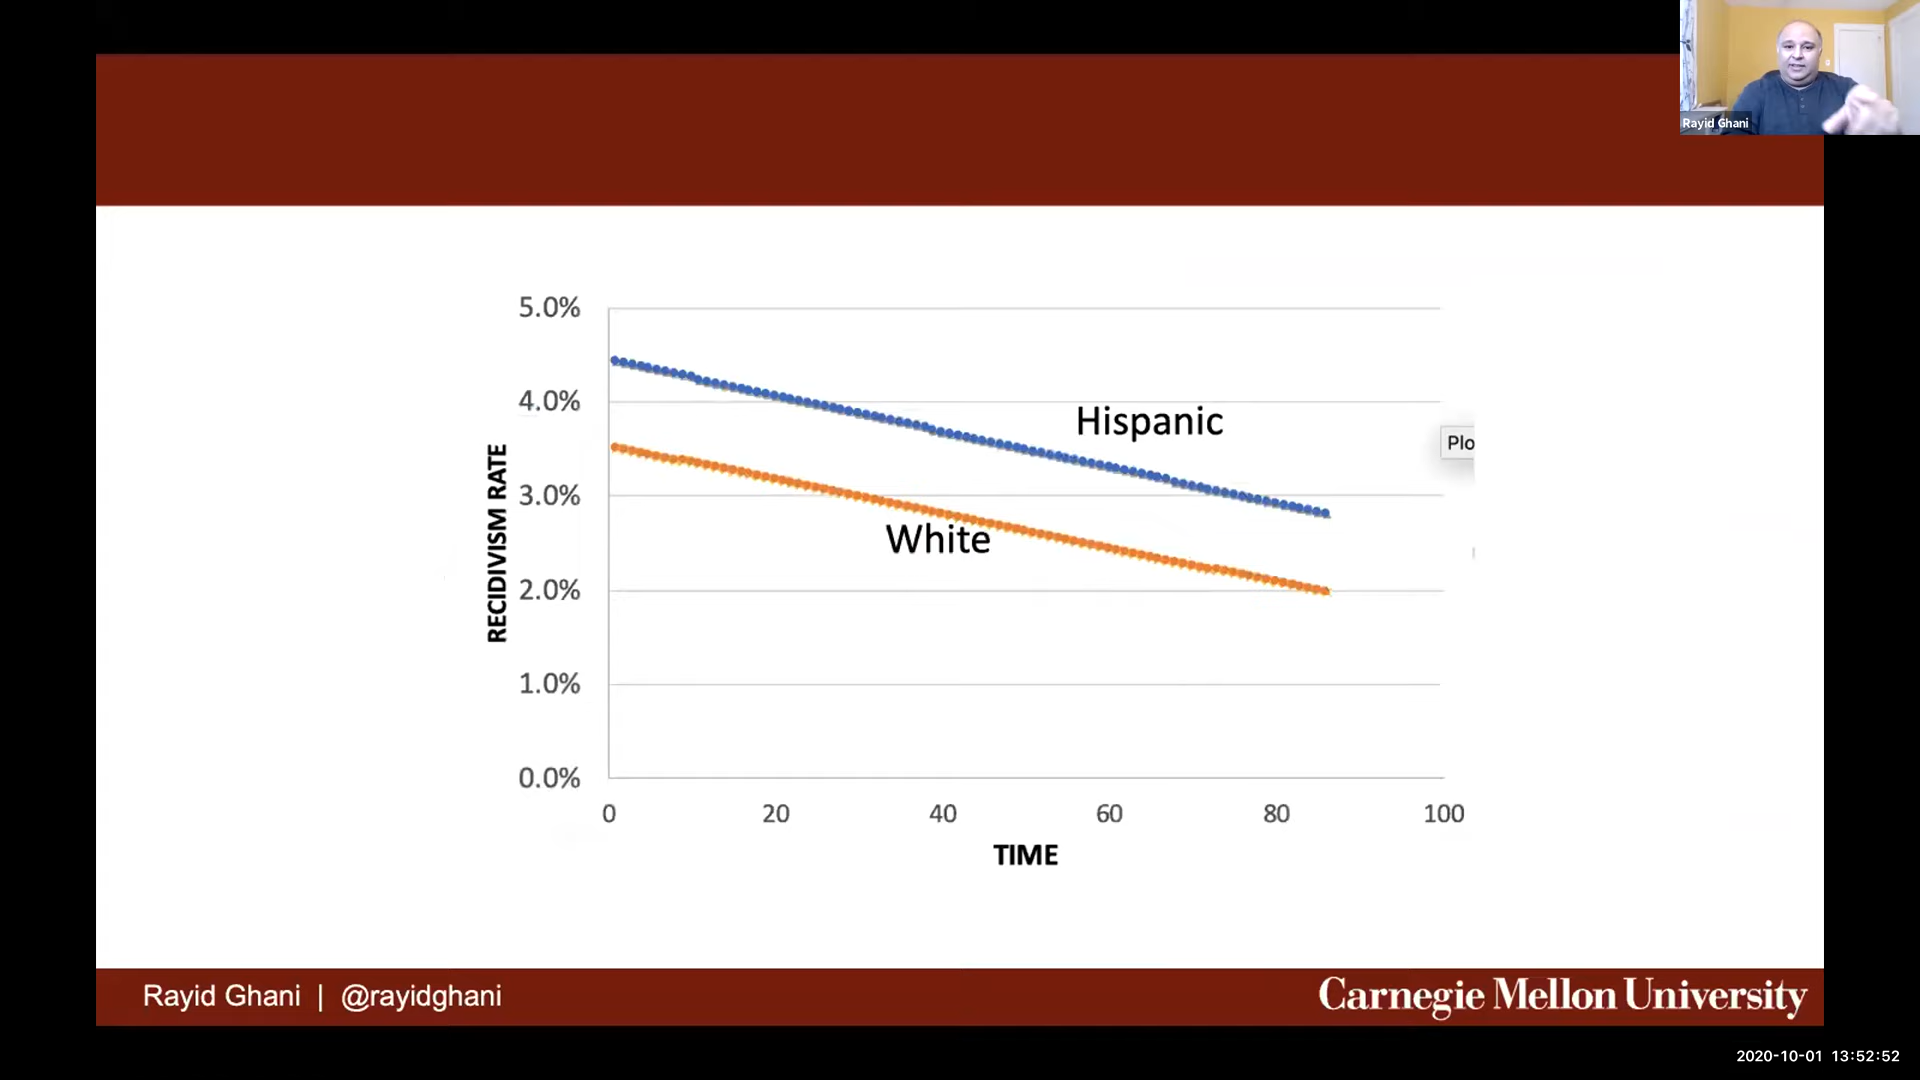 Rayid Ghani
5.0%
4.0%
3.0%
2.0%
1.0%
0.0%
RECIDIVISM RATE
Hispanic
White
Plo
0 20 40 60 80 100
TIME
Rayid Ghani | @rayidghani
Carnegie Mellon University
2020-10-01 13:52:52